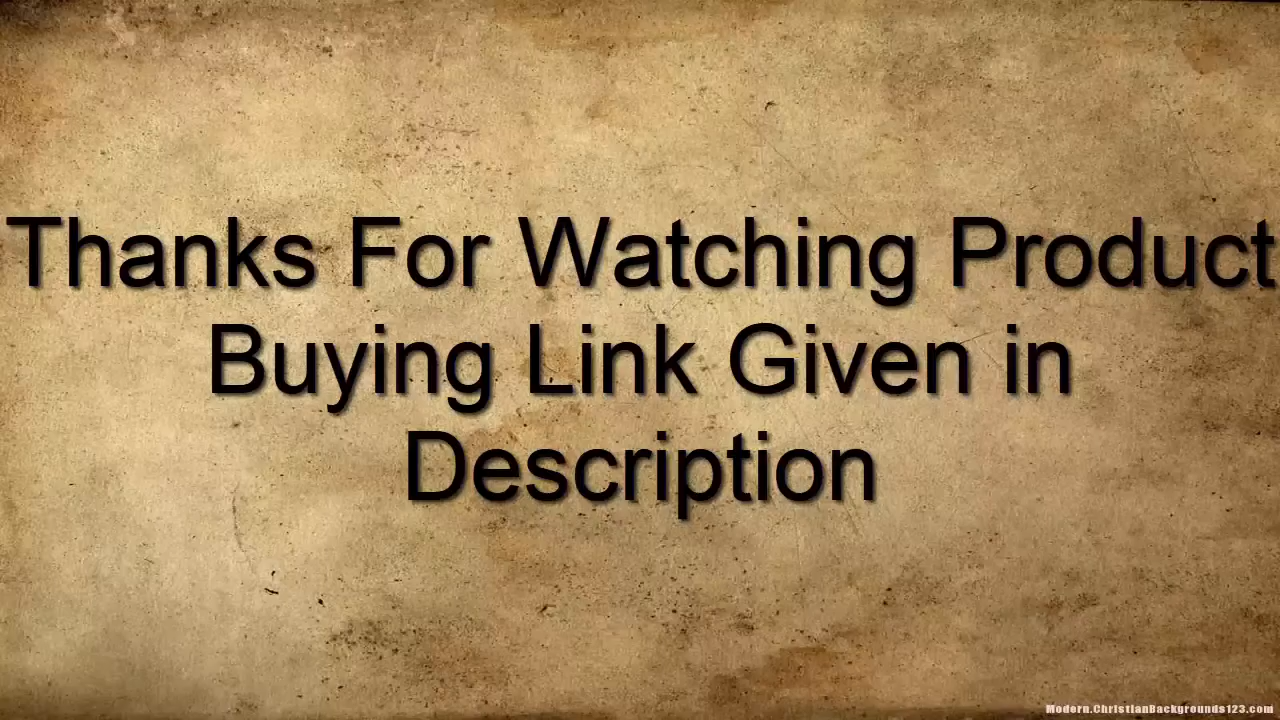 Thanks For Watching Product
Buying Link Given in
Description
Modern.ChristianBackgrounds123.com